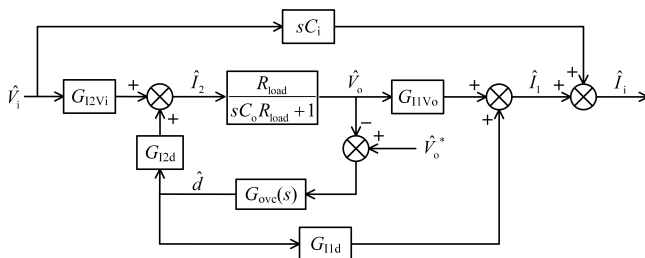 sC_i
V̂_i
G_I2Vi
+
+
Î_2
R_load
sC_oR_load+1
V̂_o
G_I1Vo
+
+
Î_1
+
+
Î_i
G_I2d
−
+
V̂_o*
d̂
G_ovc(s)
G_I1d